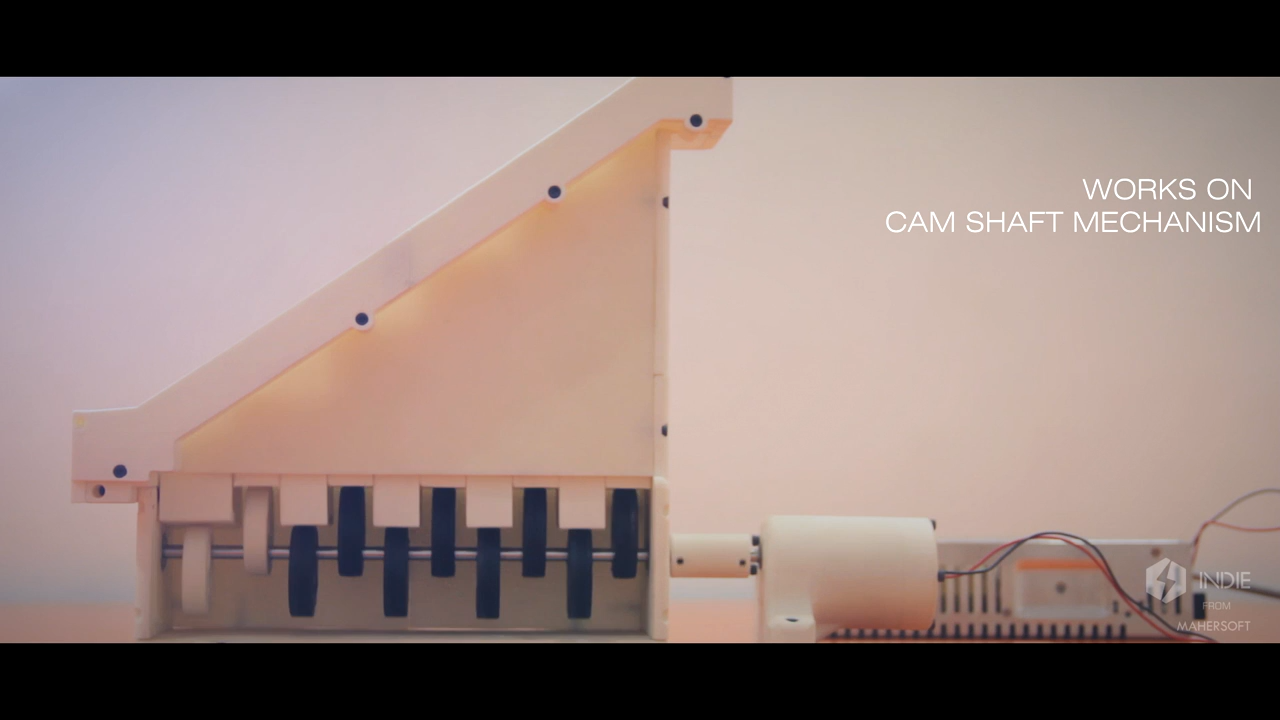 WORKS ON
CAM SHAFT MECHANISM
INDIE
FROM
MAHERSOFT